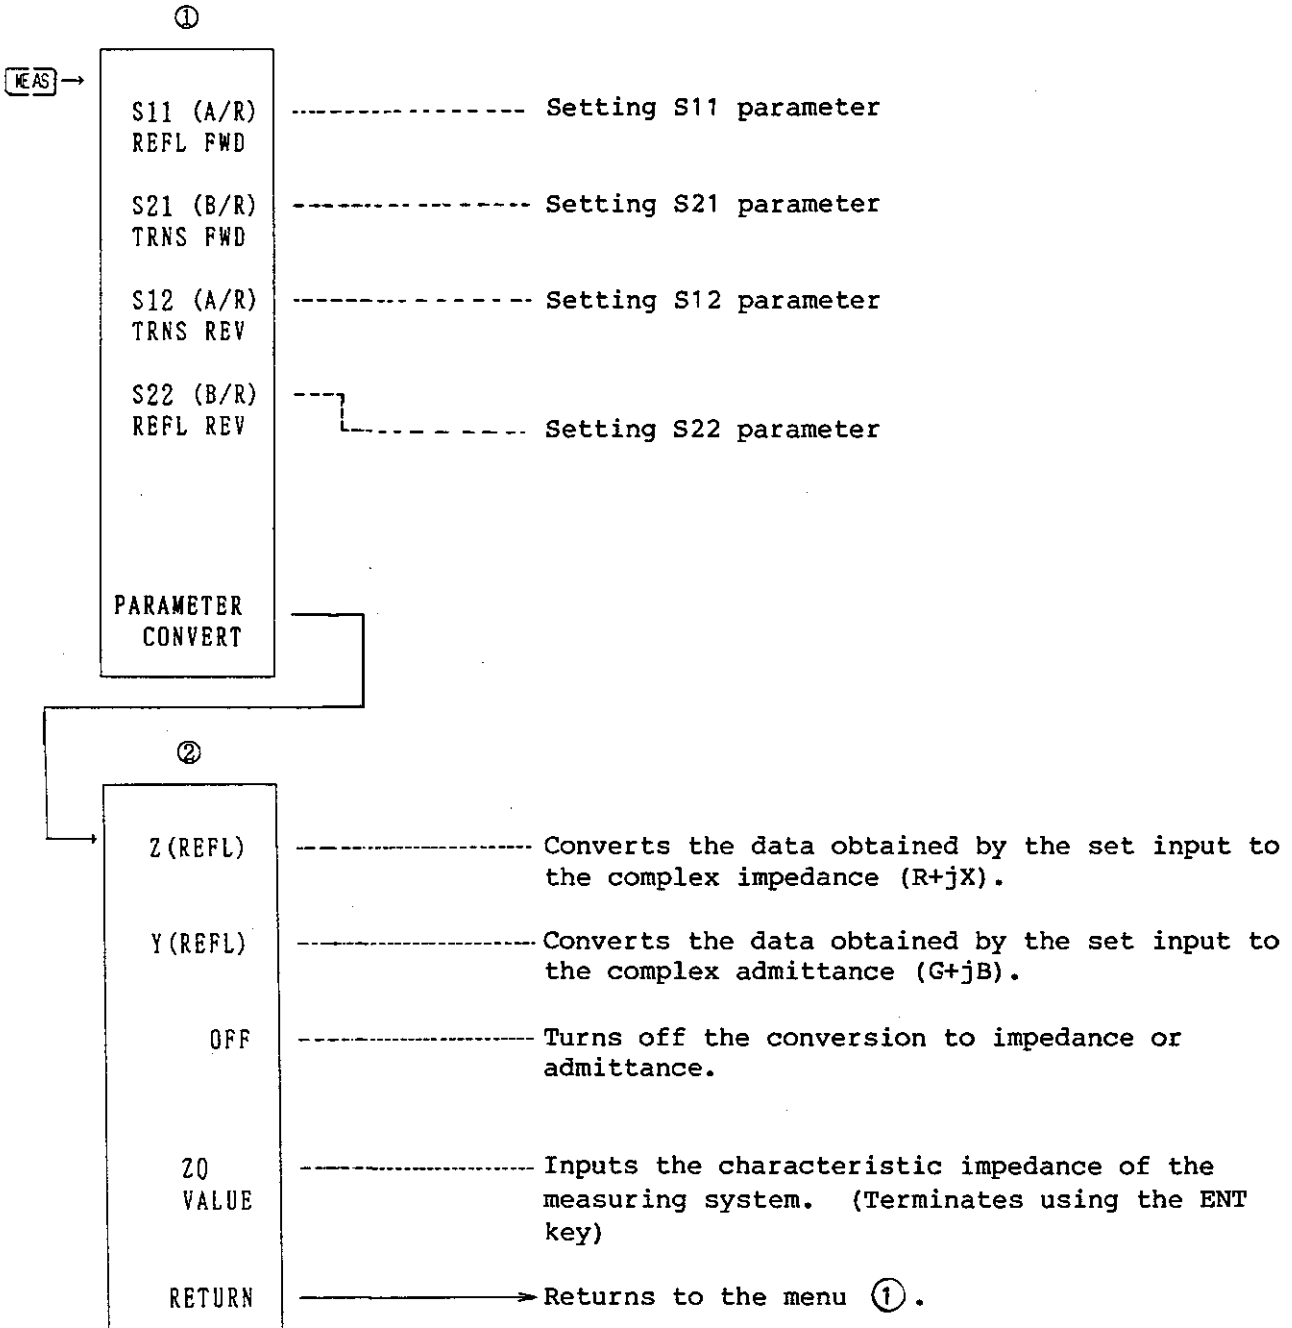 ①
MEAS →
S11 (A/R) Setting S11 parameter
REFL FWD
S21 (B/R) Setting S21 parameter
TRNS FWD
S12 (A/R) Setting S12 parameter
TRNS REV
S22 (B/R)
REFL REV Setting S22 parameter
PARAMETER
CONVERT
②
Z(REFL) Converts the data obtained by the set input to
the complex impedance (R+jX).
Y(REFL) Converts the data obtained by the set input to
the complex admittance (G+jB).
OFF Turns off the conversion to impedance or
admittance.
Z0 Inputs the characteristic impedance of the
VALUE measuring system. (Terminates using the ENT
key)
RETURN Returns to the menu ①.